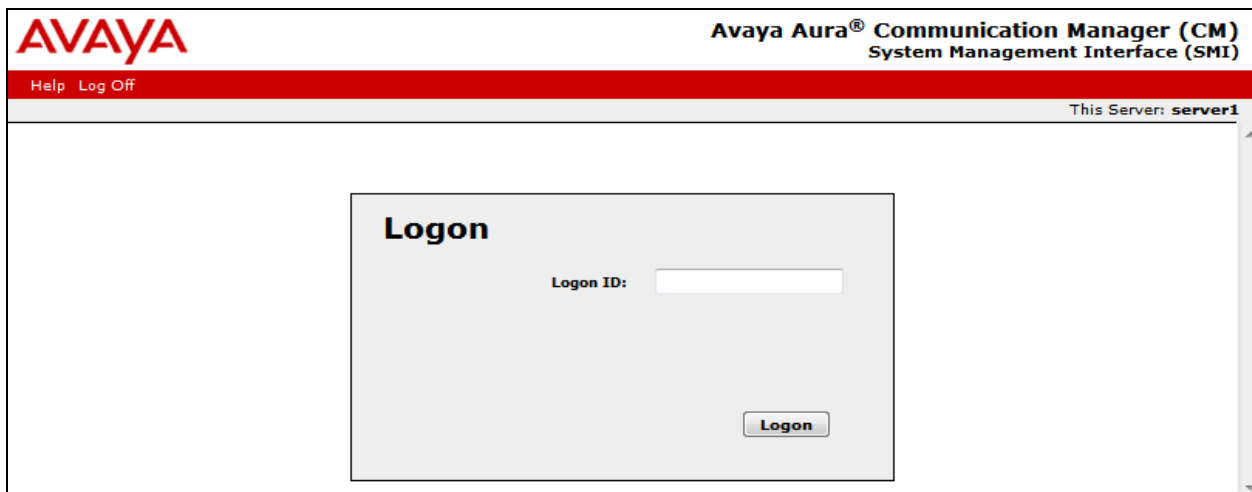 AVAYA
Avaya Aura® Communication Manager (CM)
System Management Interface (SMI)
Help Log Off
This Server: server1
Logon
Logon ID:
Logon